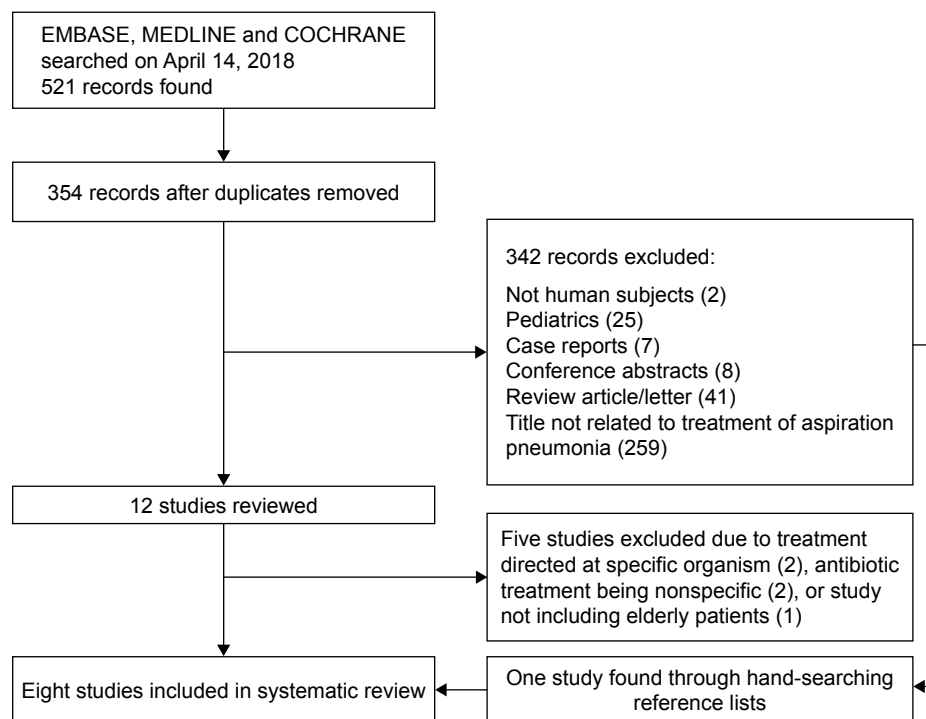 EMBASE, MEDLINE and COCHRANE
searched on April 14, 2018
521 records found
354 records after duplicates removed
342 records excluded:
Not human subjects (2)
Pediatrics (25)
Case reports (7)
Conference abstracts (8)
Review article/letter (41)
Title not related to treatment of aspiration
pneumonia (259)
12 studies reviewed
Five studies excluded due to treatment
directed at specific organism (2), antibiotic
treatment being nonspecific (2), or study
not including elderly patients (1)
Eight studies included in systematic review
One study found through hand-searching
reference lists